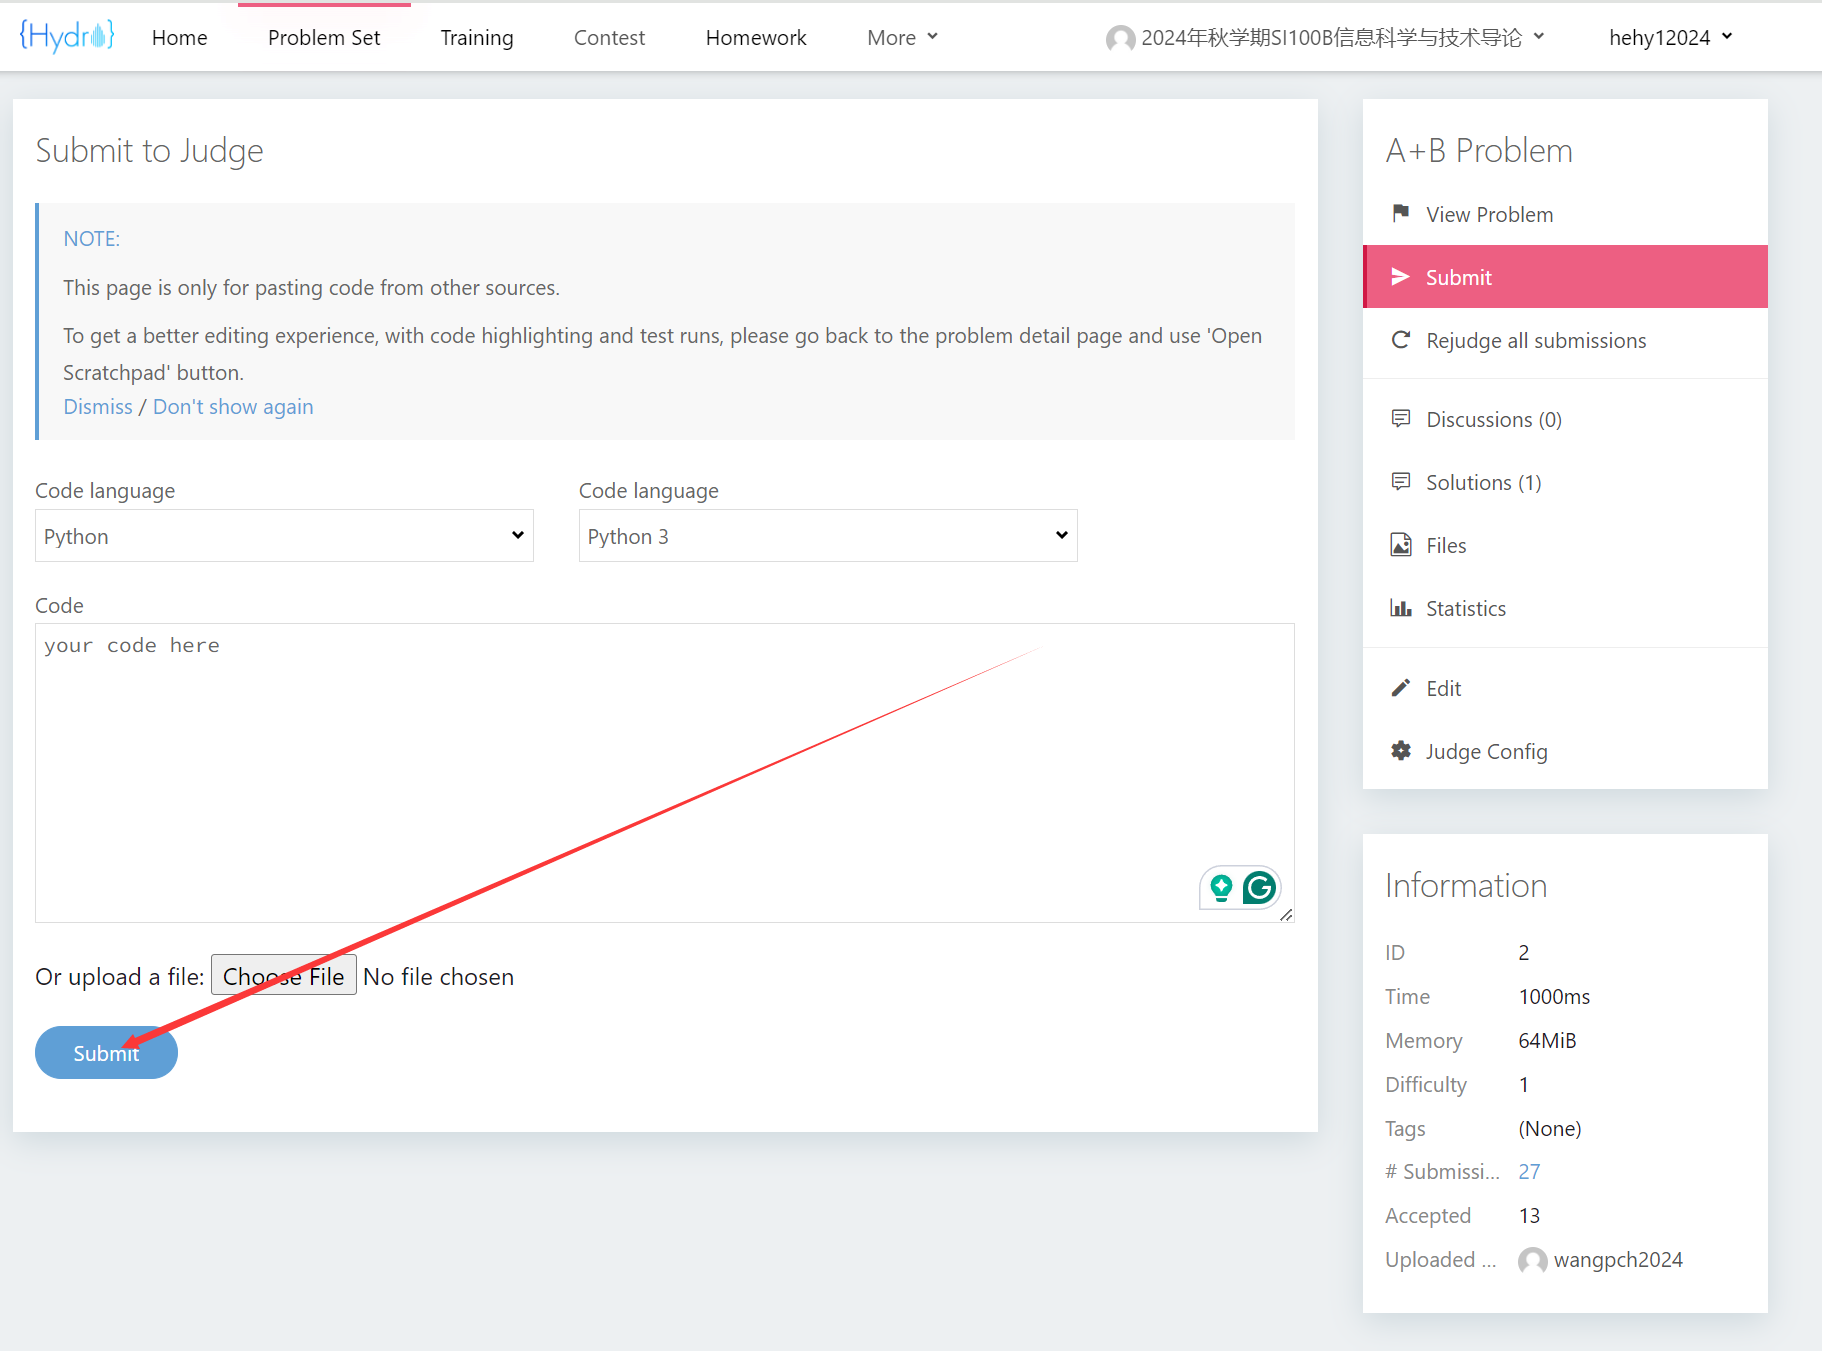 {Hydro}
Home
Problem Set
Training
Contest
Homework
More
2024年秋学期SI100B信息科学与技术导论
hehy12024
Submit to Judge
NOTE:
This page is only for pasting code from other sources.
To get a better editing experience, with code highlighting and test runs, please go back to the problem detail page and use 'Open
Scratchpad' button.
Dismiss / Don't show again
Code language
Code language
Python
Python 3
Code
your code here
Or upload a file: Choose File No file chosen
Submit
A+B Problem
View Problem
Submit
Rejudge all submissions
Discussions (0)
Solutions (1)
Files
Statistics
Edit
Judge Config
Information
ID 2
Time 1000ms
Memory 64MiB
Difficulty 1
Tags (None)
# Submissi... 27
Accepted 13
Uploaded ... wangpch2024